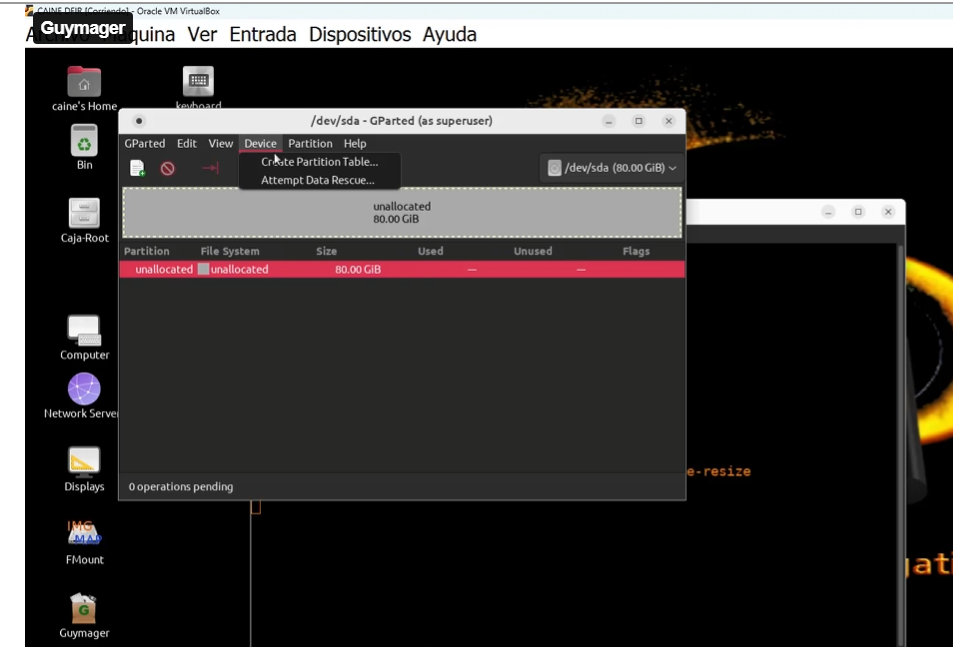 CAINE DFIR [Corriendo] - Oracle VM VirtualBox
Guymager
Máquina Ver Entrada Dispositivos Ayuda
caine's Home
keyboard
/dev/sda - GParted (as superuser)
GParted Edit View Device Partition Help
Create Partition Table...
Attempt Data Rescue...
/dev/sda (80.00 GiB)
Bin
unallocated
80.00 GiB
Caja-Root
Partition File System Size Used Unused Flags
unallocated unallocated 80.00 GiB — —
Computer
Network Serve
Displays
0 operations pending
e-resize
IMG
MAP
FMount
gati
G
Guymager